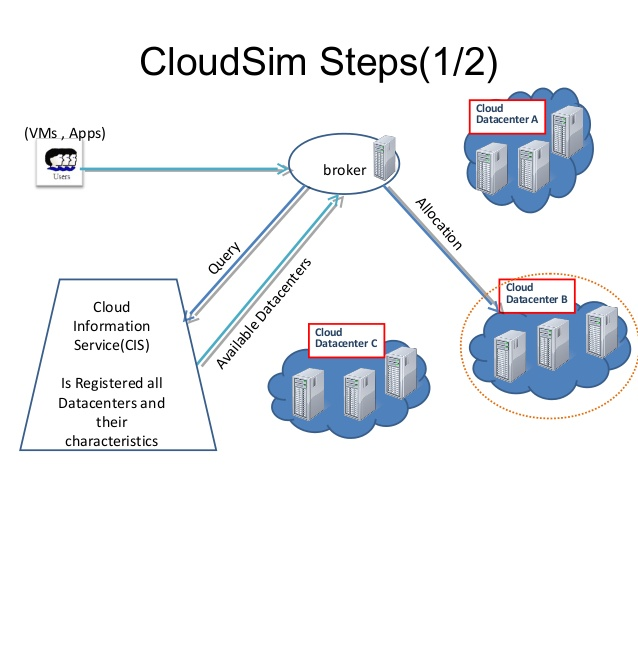 CloudSim Steps(1/2)
(VMs , Apps)
Users
broker
Cloud
Datacenter A
Query
Available Datacenters
Allocation
Cloud
Information
Service(CIS)
Is Registered all
Datacenters and
their
characteristics
Cloud
Datacenter C
Cloud
Datacenter B